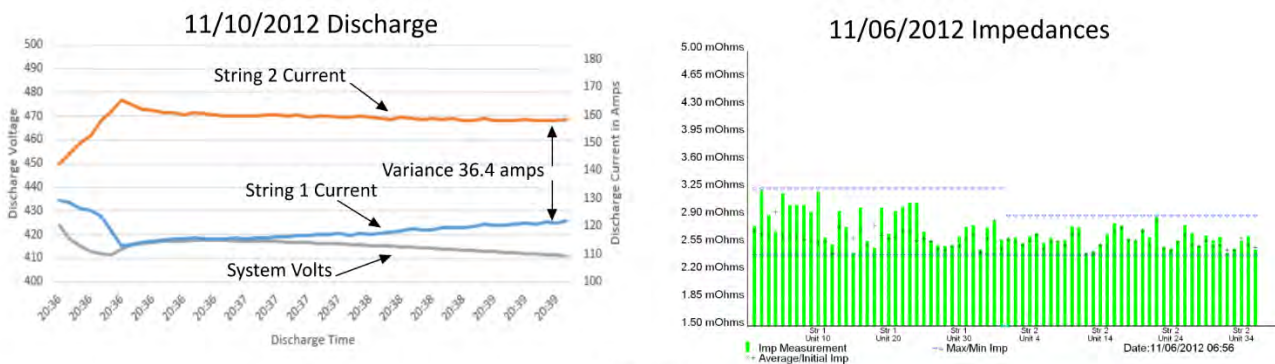 11/10/2012 Discharge
500
490
480
470
460
450
440
430
420
410
400
Discharge Voltage
String 2 Current
Variance 36.4 amps
String 1 Current
System Volts
180
170
160
150
140
130
120
110
100
Discharge Current in Amps
20:36 20:36 20:36 20:36 20:36 20:36 20:37 20:37 20:37 20:37 20:38 20:38 20:38 20:38 20:39 20:39 20:39
Discharge Time
11/06/2012 Impedances
5.00 mOhms
4.65 mOhms
4.30 mOhms
3.95 mOhms
3.60 mOhms
3.25 mOhms
2.90 mOhms
2.55 mOhms
2.20 mOhms
1.85 mOhms
1.50 mOhms
Str 1 Str 1 Str 1 Str 2 Str 2 Str 2 Str 2
Unit 10 Unit 20 Unit 30 Unit 4 Unit 14 Unit 24 Unit 34
Imp Measurement Max/Min Imp Date:11/06/2012 06:56
Average/Initial Imp